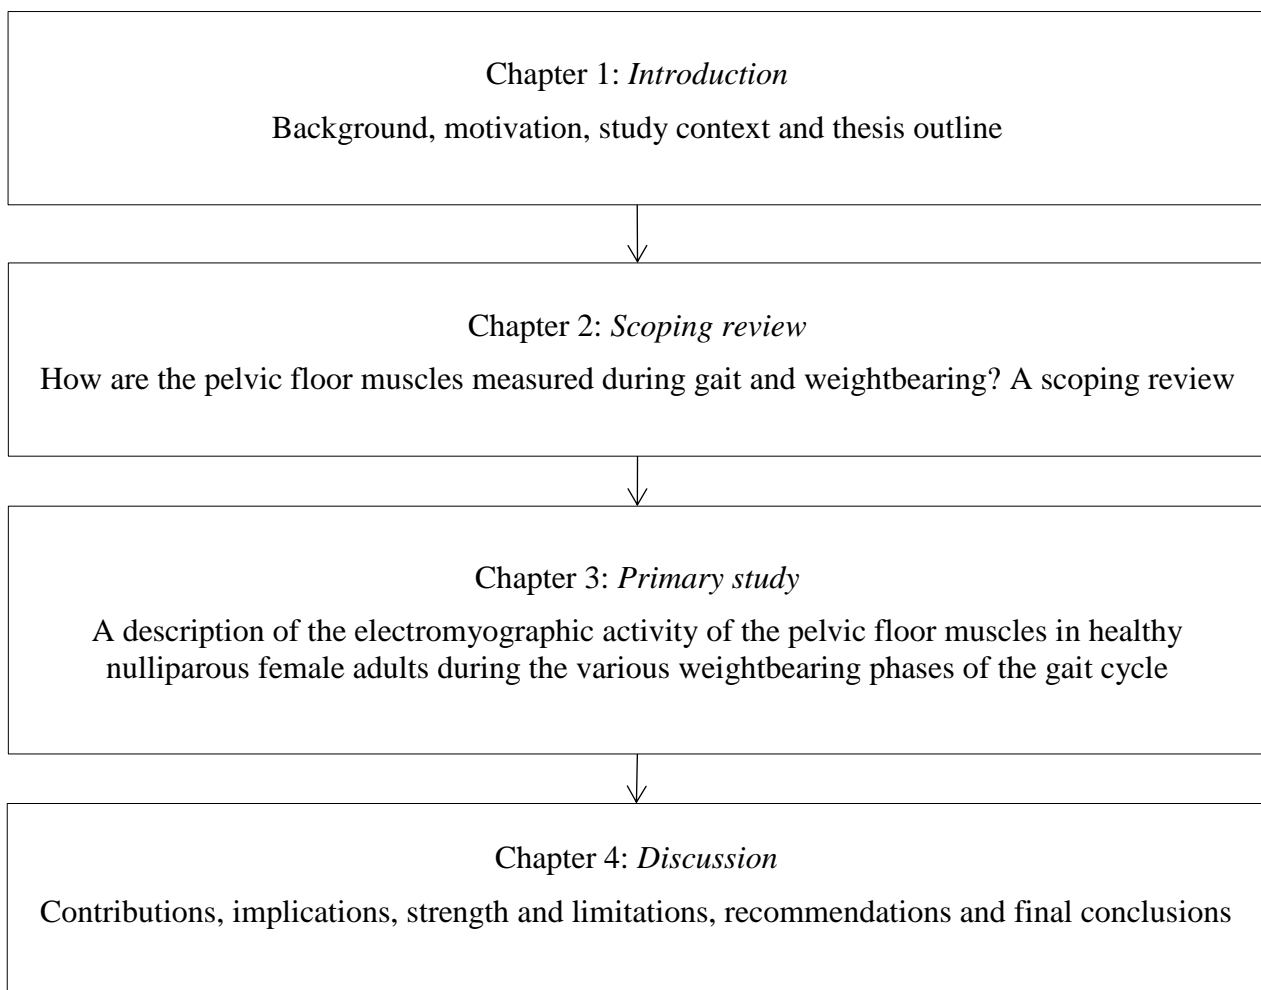 Chapter 1: Introduction
Background, motivation, study context and thesis outline
Chapter 2: Scoping review
How are the pelvic floor muscles measured during gait and weightbearing? A scoping review
Chapter 3: Primary study
A description of the electromyographic activity of the pelvic floor muscles in healthy
nulliparous female adults during the various weightbearing phases of the gait cycle
Chapter 4: Discussion
Contributions, implications, strength and limitations, recommendations and final conclusions